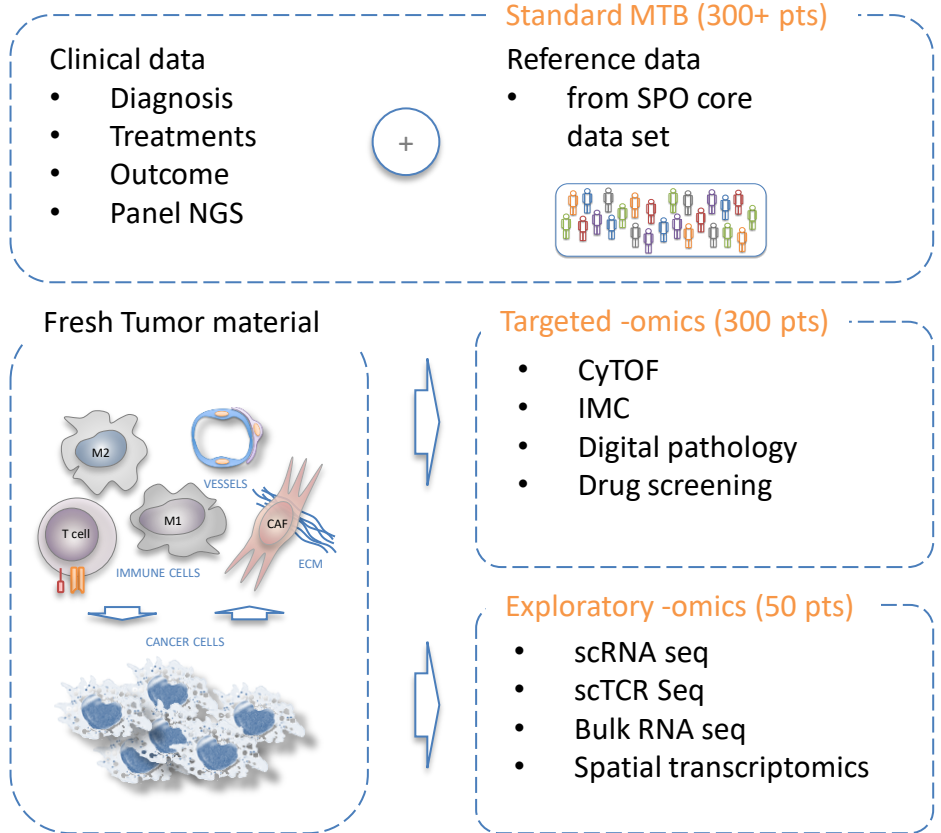 Standard MTB (300+ pts)
Clinical data
• Diagnosis
• Treatments
• Outcome
• Panel NGS
+
Reference data
• from SPO core
data set
Fresh Tumor material
M2
VESSELS
T cell
M1
CAF
IMMUNE CELLS
ECM
CANCER CELLS
Targeted -omics (300 pts)
• CyTOF
• IMC
• Digital pathology
• Drug screening
Exploratory -omics (50 pts)
• scRNA seq
• scTCR Seq
• Bulk RNA seq
• Spatial transcriptomics